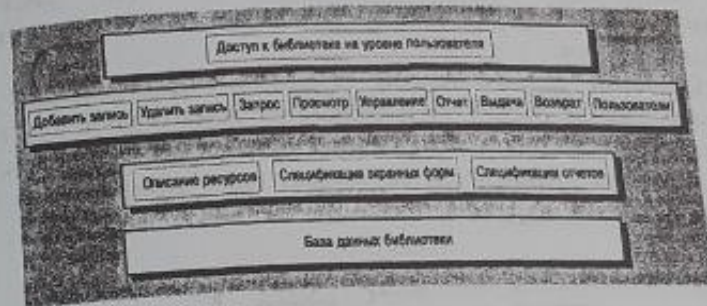 Доступ к библиотеке на уровне пользователя
Добавить запись Удалить запись Запрос Просмотр Управление Отчет Выдача Возврат Пользователи
Описание ресурсов Спецификация экранных форм Спецификация отчетов
База данных библиотеки